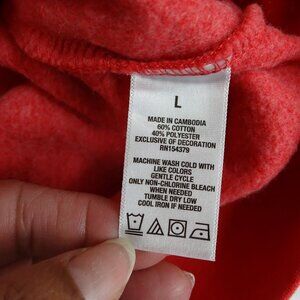 L
MADE IN CAMBODIA
60% COTTON
40% POLYESTER
EXCLUSIVE OF DECORATION
RN154379
MACHINE WASH COLD WITH
LIKE COLORS
GENTLE CYCLE
ONLY NON-CHLORINE BLEACH
WHEN NEEDED
TUMBLE DRY LOW
COOL IRON IF NEEDED